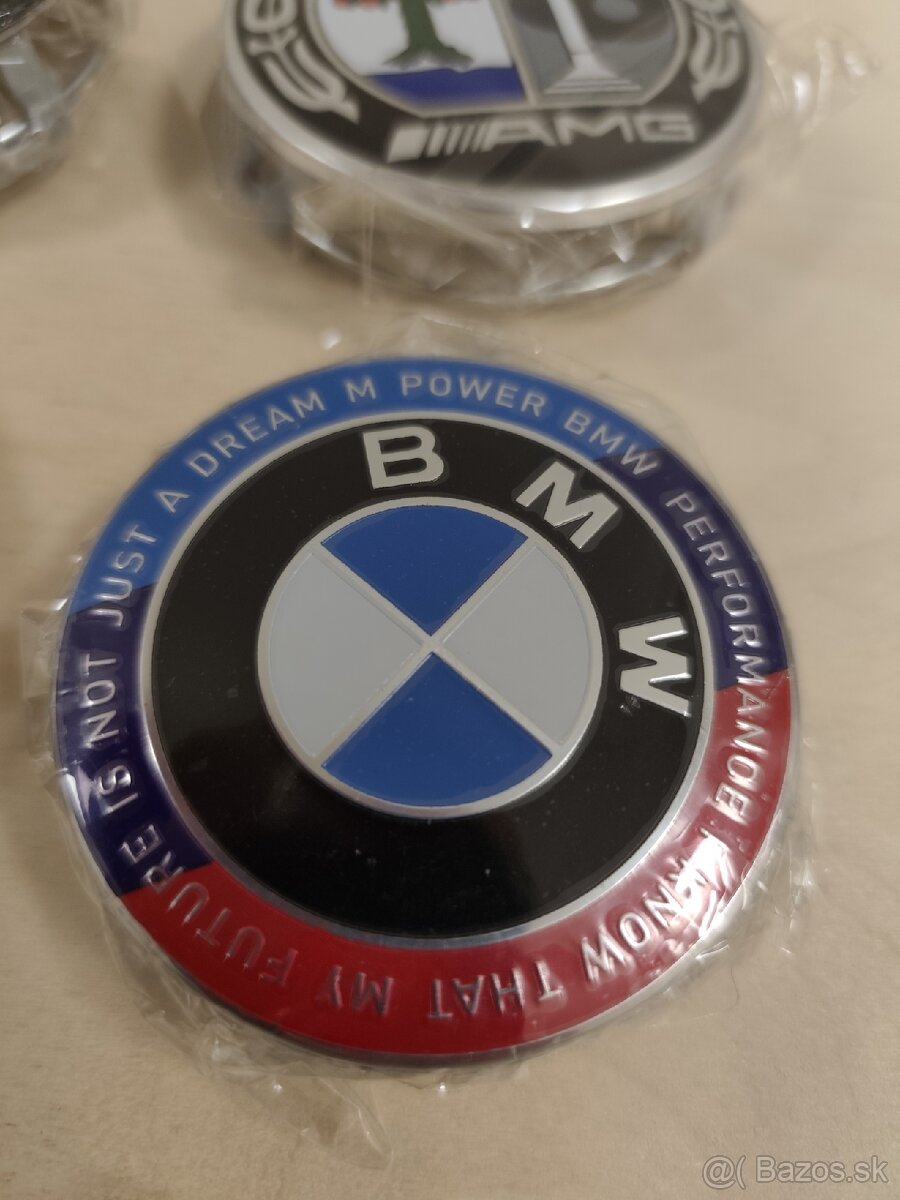 AMG
BMW
M POWER BMW PERFORMANCE I KNOW THAT MY FUTURE IS NOT JUST A DREAM
@( Bazos.sk